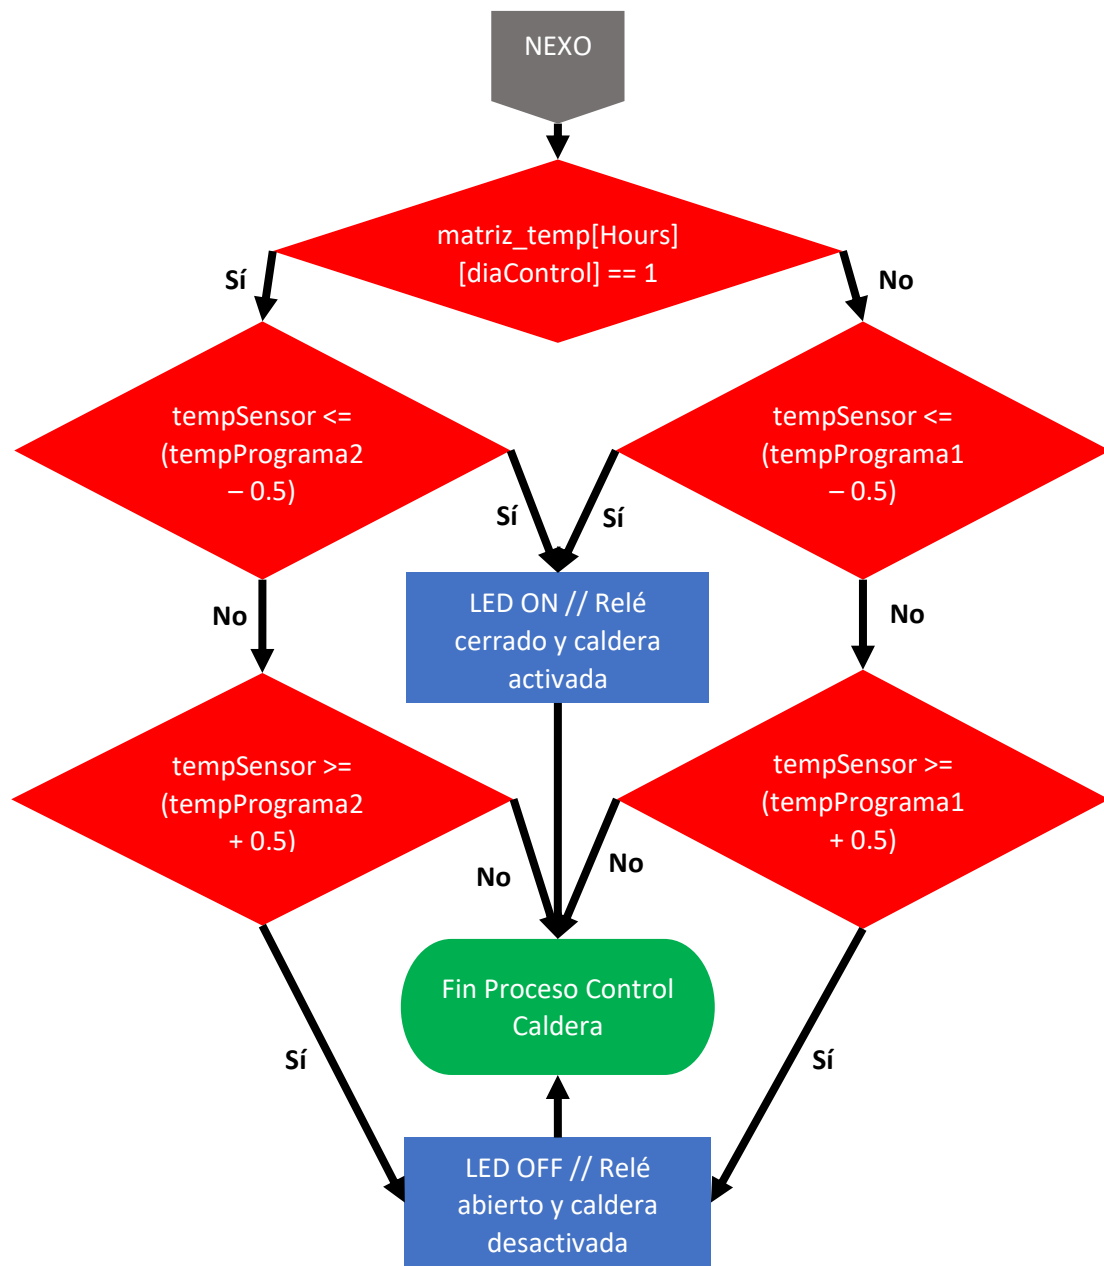 NEXO
matriz_temp[Hours]
[diaControl] == 1
Sí
No
tempSensor <=
(tempPrograma2
– 0.5)
tempSensor <=
(tempPrograma1
– 0.5)
Sí
Sí
No
LED ON // Relé
cerrado y caldera
activada
No
tempSensor >=
(tempPrograma2
+ 0.5)
tempSensor >=
(tempPrograma1
+ 0.5)
No
No
Fin Proceso Control
Caldera
Sí
Sí
LED OFF // Relé
abierto y caldera
desactivada